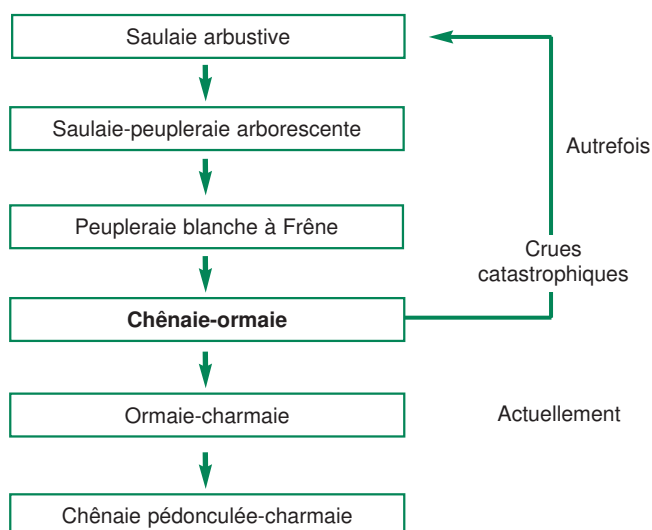 Saulaie arbustive
Saulaie-peupleraie arborescente
Autrefois
Peupleraie blanche à Frêne
Crues
catastrophiques
Chênaie-ormaie
Ormaie-charmaie
Actuellement
Chênaie pédonculée-charmaie